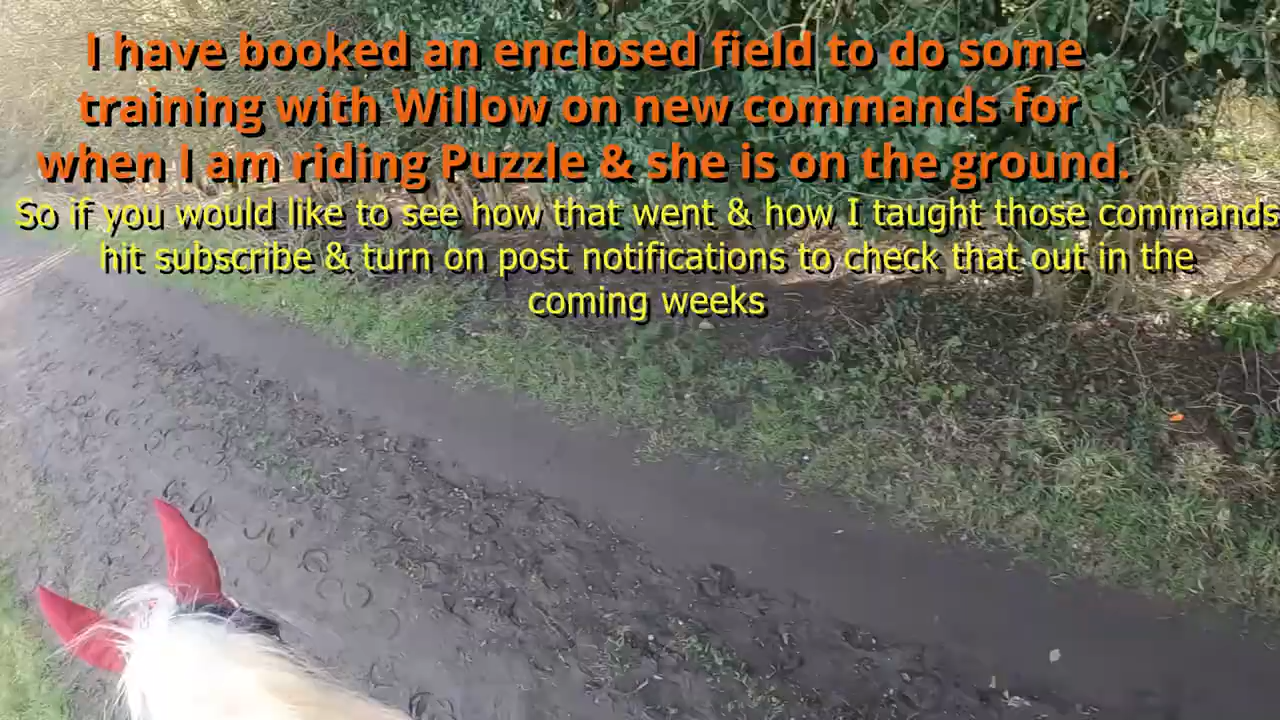 I have booked an enclosed field to do some
training with Willow on new commands for
when I am riding Puzzle & she is on the ground.
So if you would like to see how that went & how I taught those commands
hit subscribe & turn on post notifications to check that out in the
coming weeks